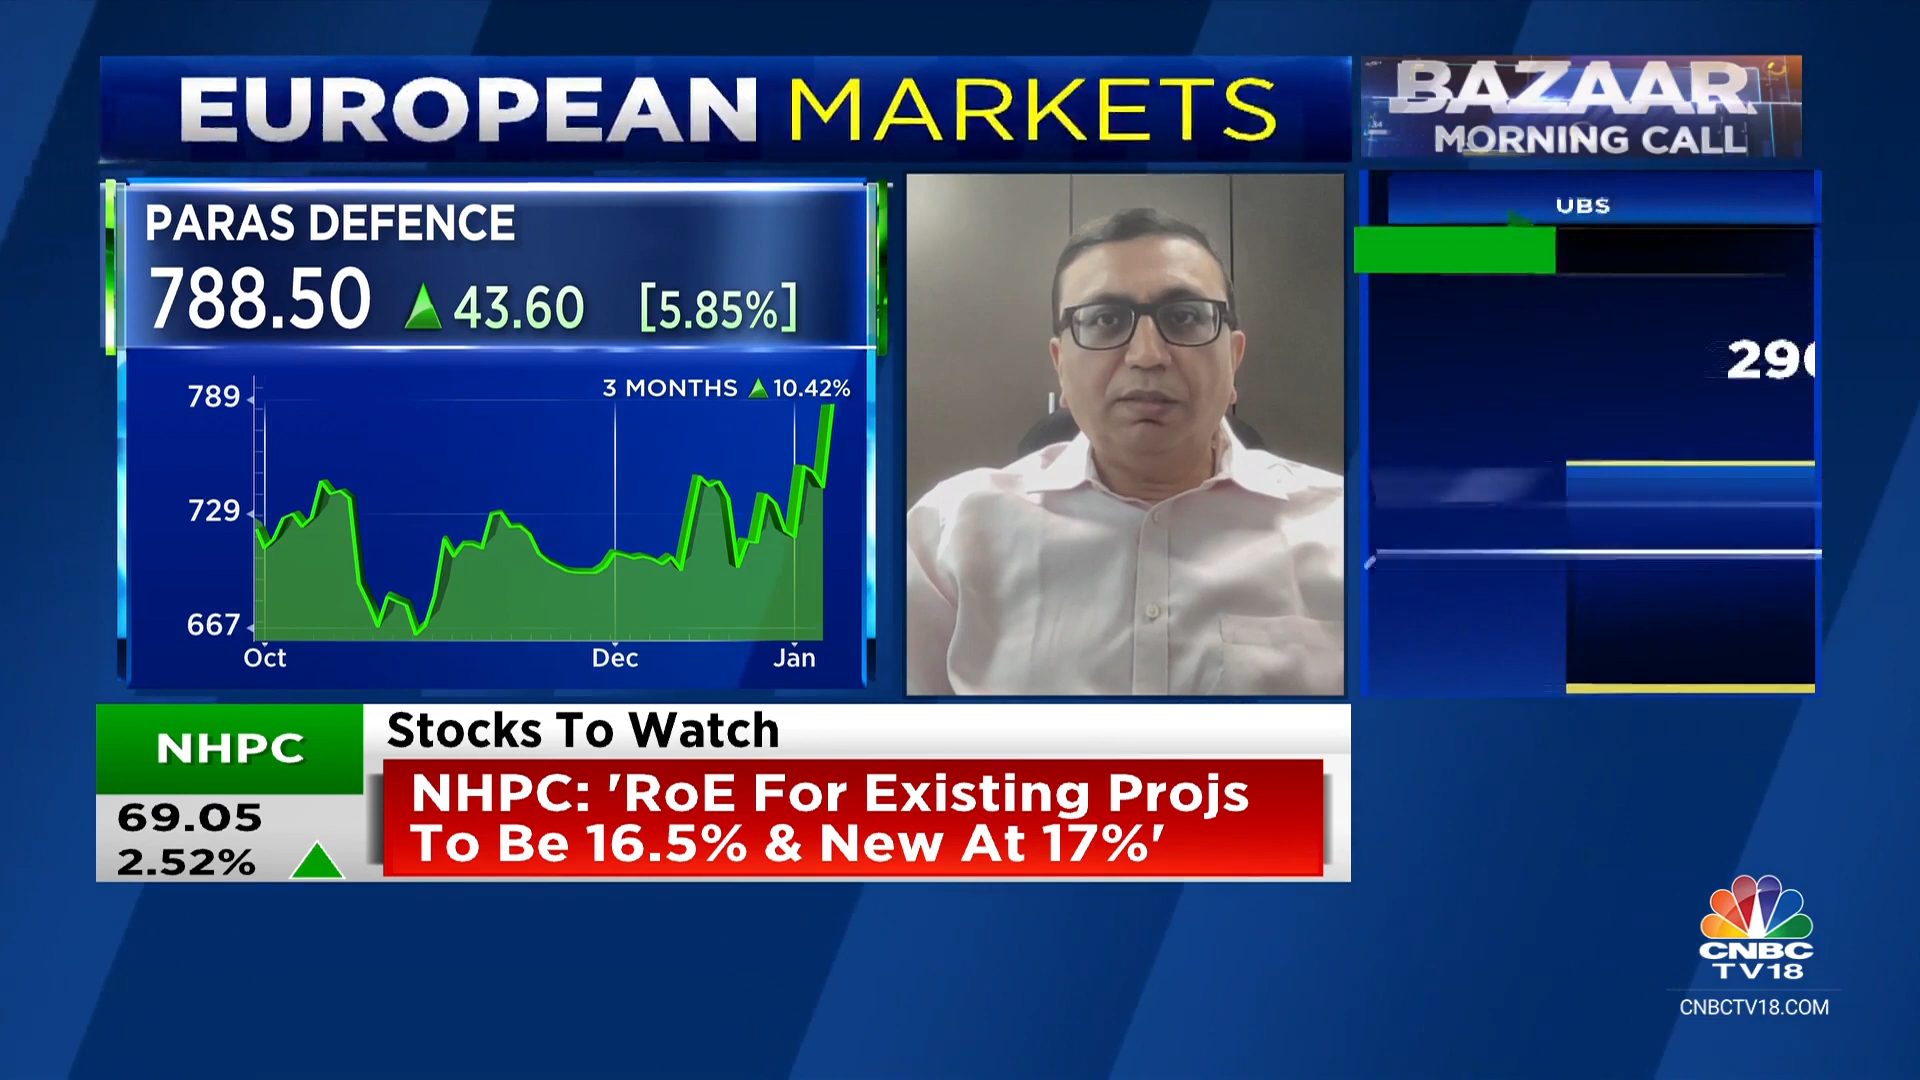 EUROPEAN MARKETS
BAZAAR
MORNING CALL
PARAS DEFENCE
788.50 43.60 [5.85%]
3 MONTHS 10.42%
789
729
667
Oct Dec Jan
UBS
NHPC
69.05
2.52%
Stocks To Watch
NHPC: 'RoE For Existing Projs
To Be 16.5% & New At 17%'
CNBC
TV18
CNBCTV18.COM